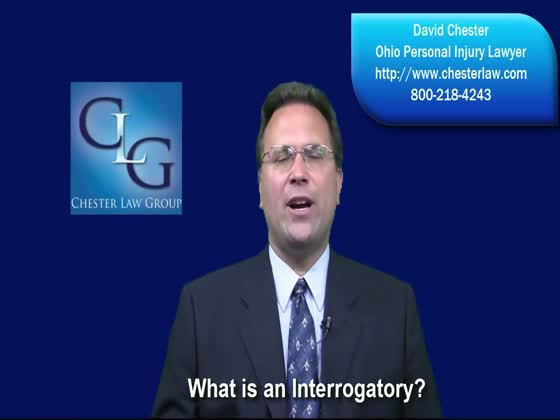 David Chester
Ohio Personal Injury Lawyer
http://www.chesterlaw.com
800-218-4243
CLG
CHESTER LAW GROUP
What is an Interrogatory?